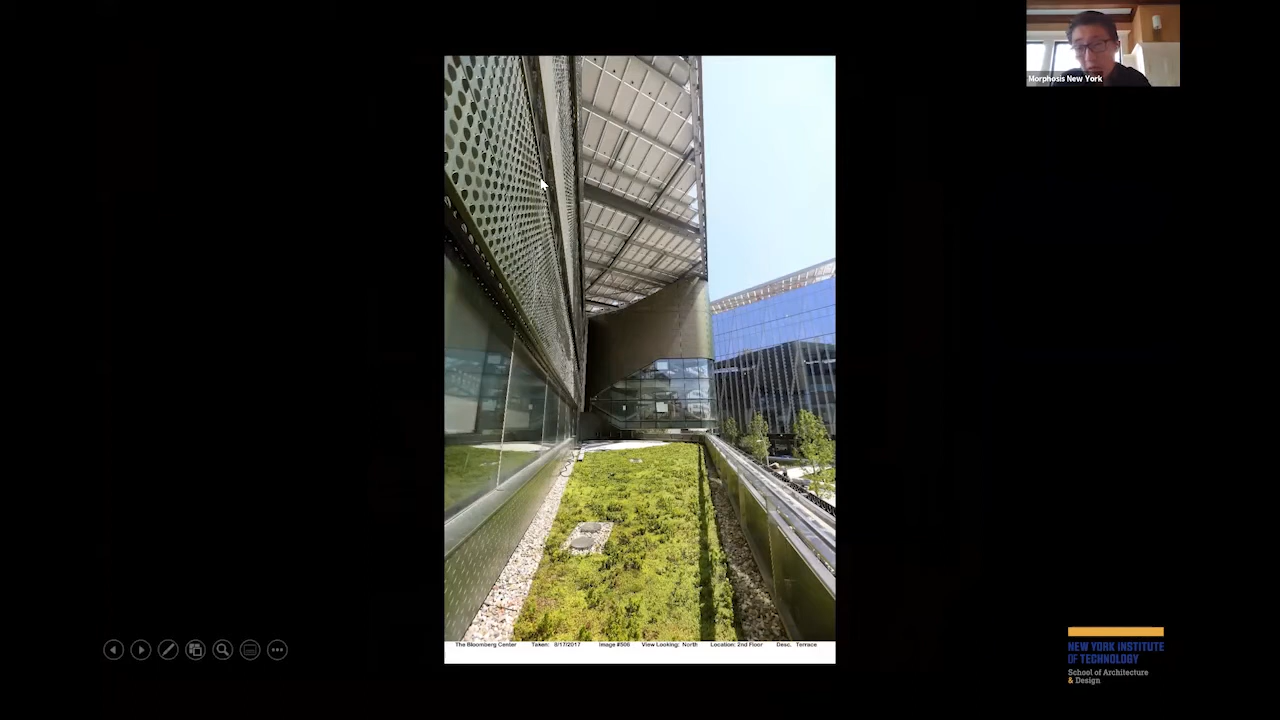 Morphosis New York
The Bloomberg Center Taken: 8/17/2017 Image #506 View Looking: North Location: 2nd Floor Desc. Terrace
NEW YORK INSTITUTE
OF TECHNOLOGY
School of Architecture
& Design